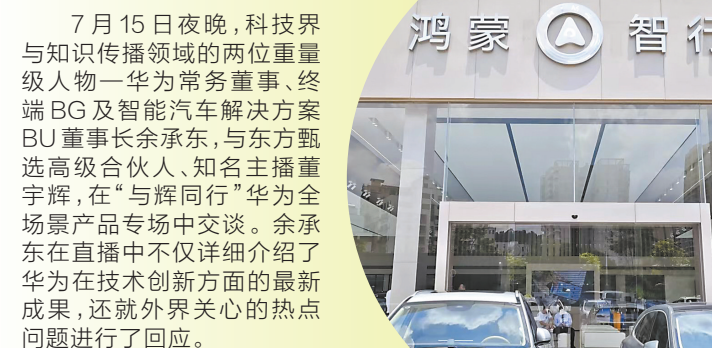 7月15日夜晚，科技界
与知识传播领域的两位重量
级人物—华为常务董事、终
端BG及智能汽车解决方案
BU董事长余承东，与东方甄
选高级合伙人、知名主播董
宇辉，在“与辉同行”华为全
场景产品专场中交谈。余承
东在直播中不仅详细介绍了
华为在技术创新方面的最新
成果，还就外界关心的热点
问题进行了回应。
鸿蒙 智行